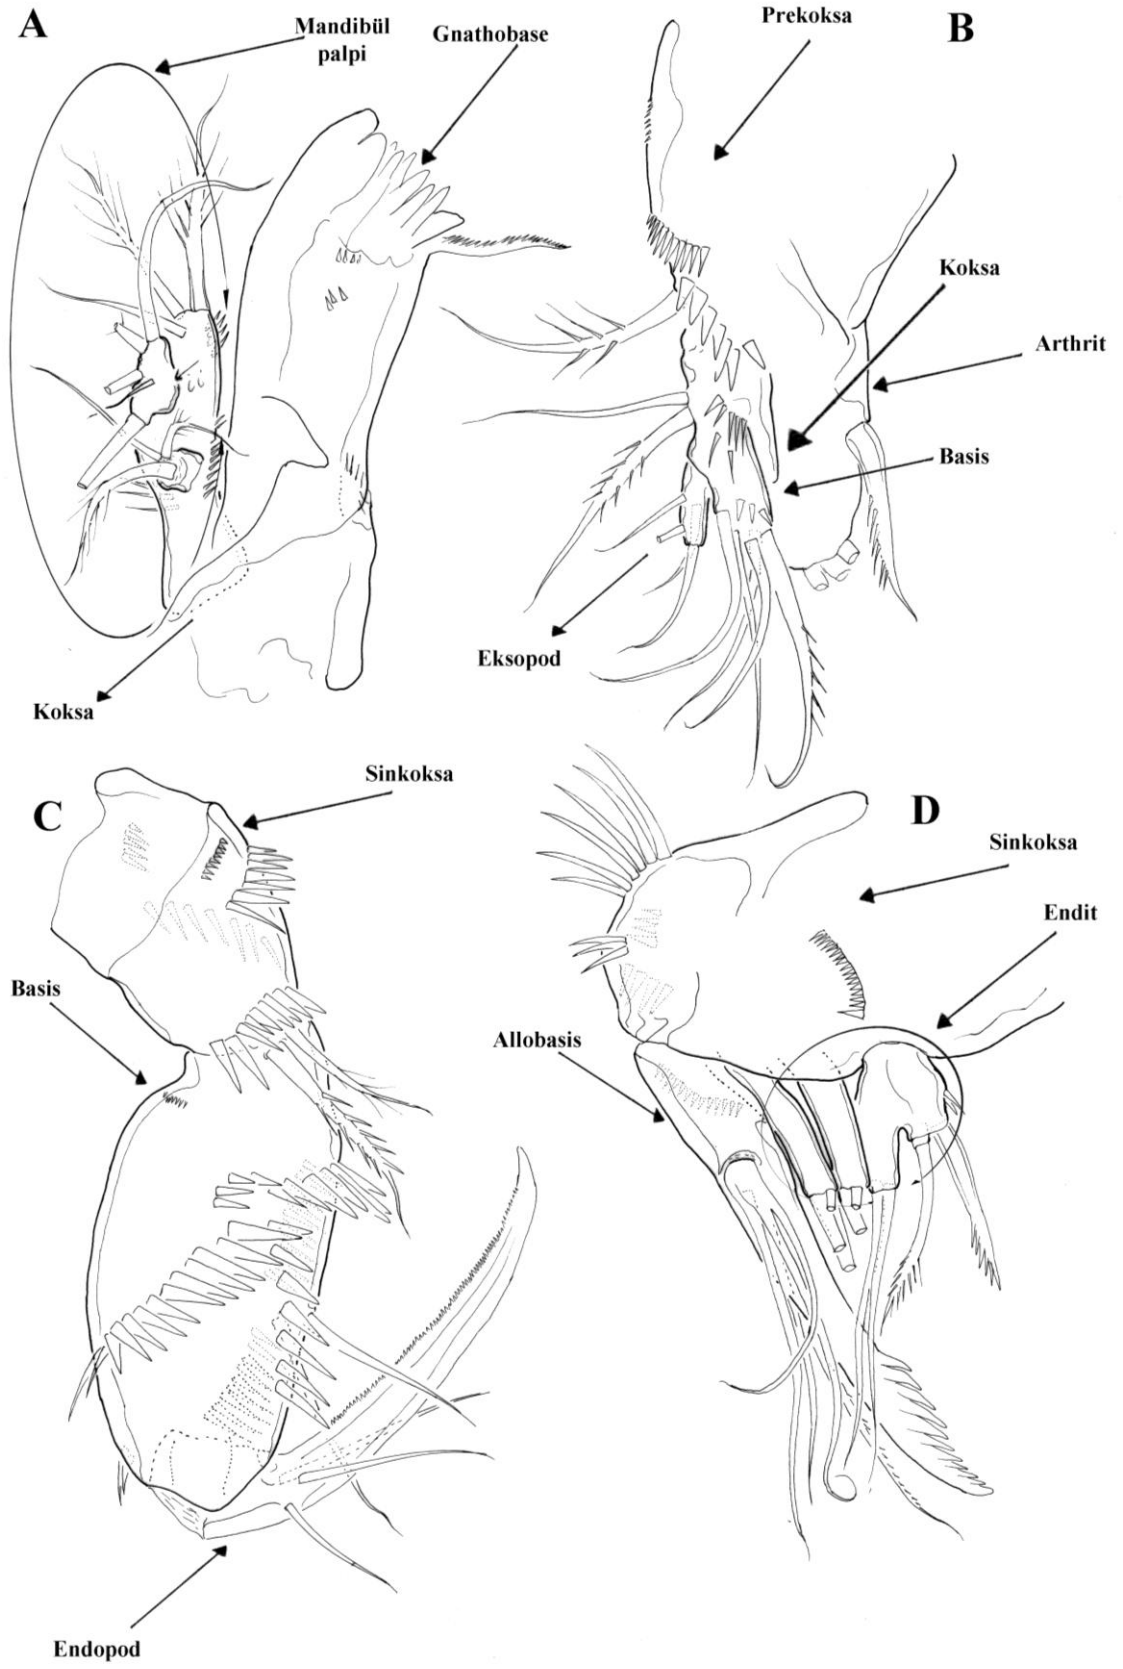 A
Mandibül
palpi
Gnathobase
Prekoksa
B
Koksa
Arthrit
Basis
Eksopod
Koksa
Sinkoksa
C
D
Sinkoksa
Endit
Basis
Allobasis
Endopod